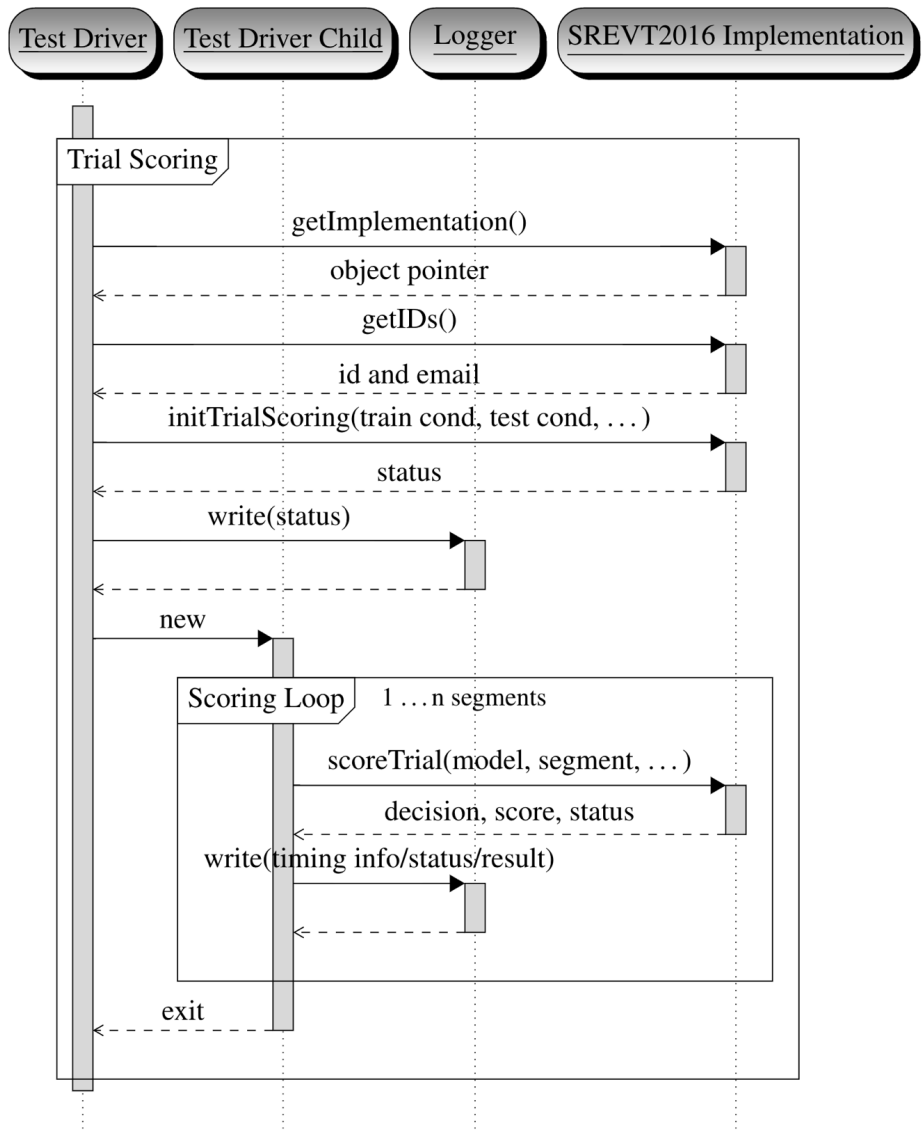 Test Driver
Test Driver Child
Logger
SREVT2016 Implementation
Trial Scoring
getImplementation()
object pointer
getIDs()
id and email
initTrialScoring(train cond, test cond, . . . )
status
write(status)
new
Scoring Loop
1 . . . n segments
scoreTrial(model, segment, . . . )
decision, score, status
write(timing info/status/result)
exit